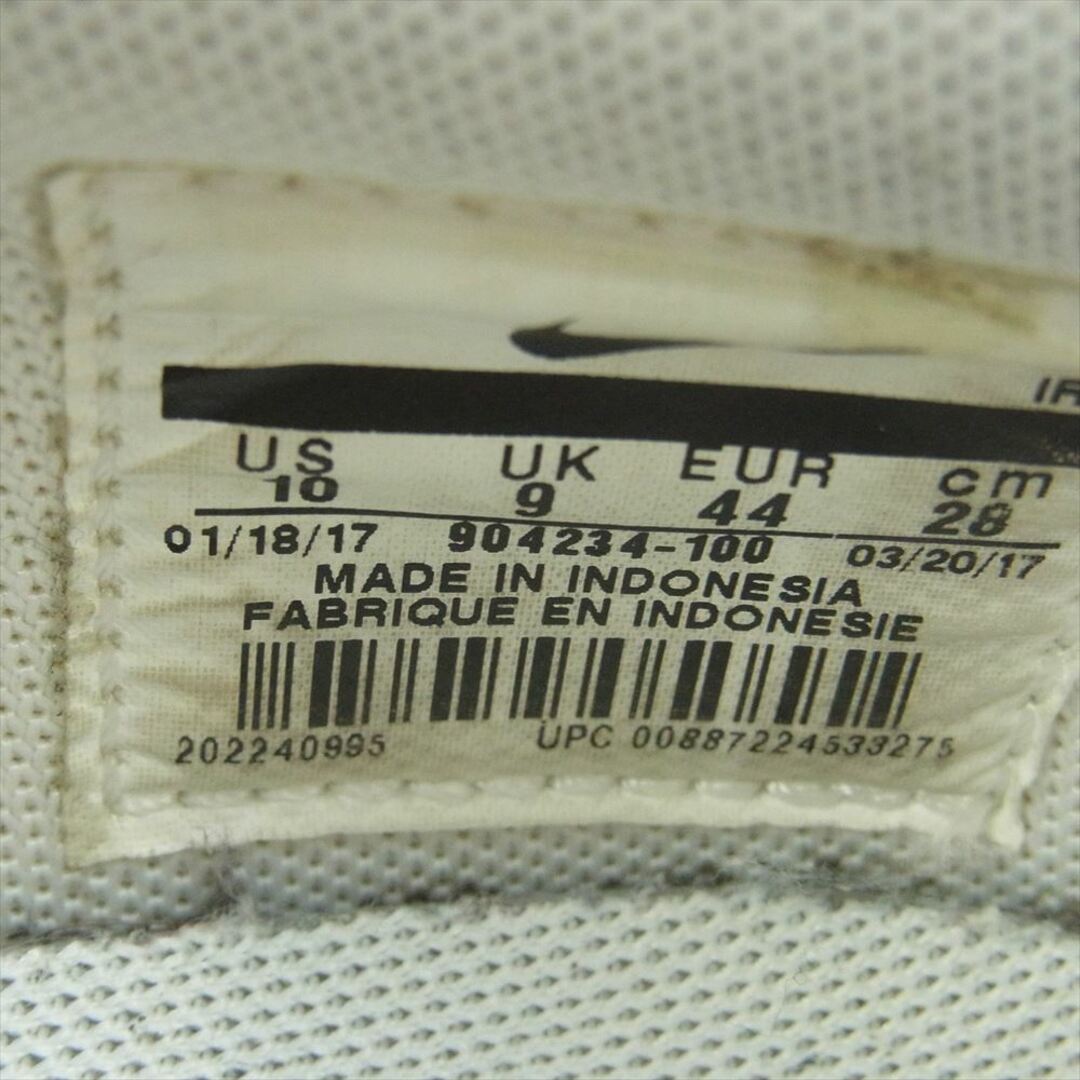 IR
US UK EUR cm
10 9 44 28
01/18/17 904234-100 03/20/17
MADE IN INDONESIA
FABRIQUE EN INDONESIE
202240995 UPC 00887224533275